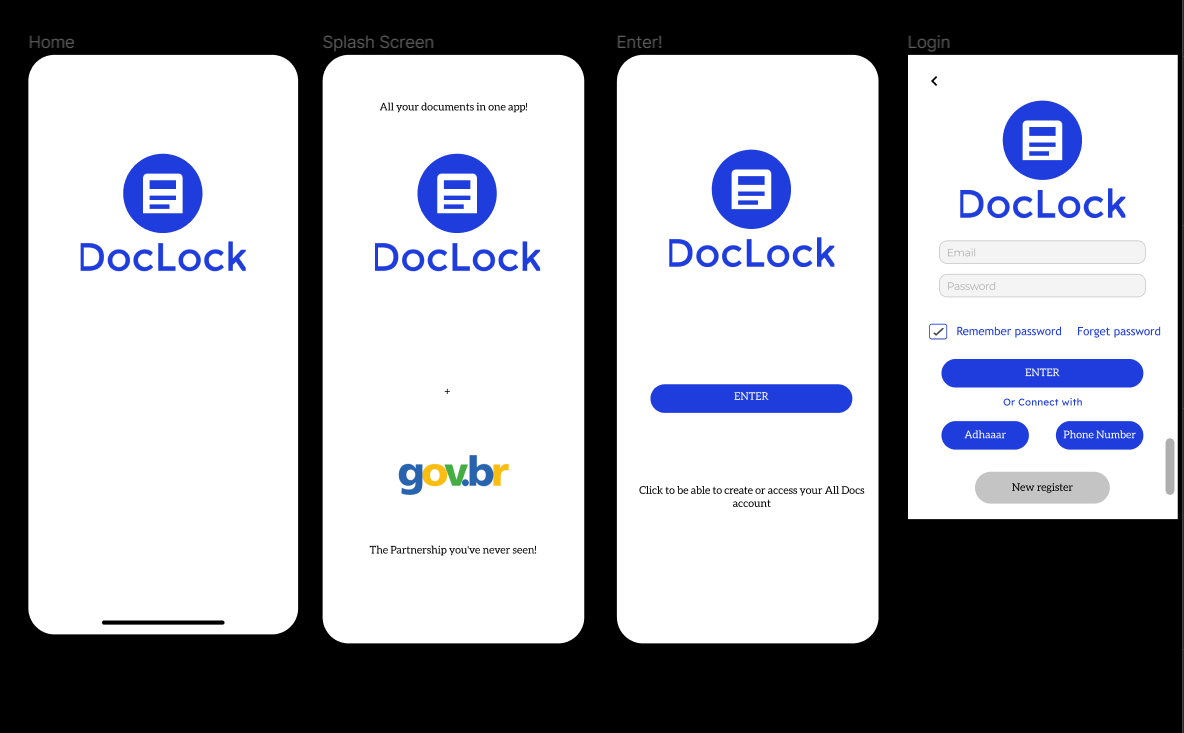 Home
DocLock
Splash Screen
All your documents in one app!
DocLock
+
gov.br
The Partnership you've never seen!
Enter!
DocLock
ENTER
Click to be able to create or access your All Docs
account
Login
DocLock
Email
Password
Remember password Forget password
ENTER
Or Connect with
Adhaaar Phone Number
New register